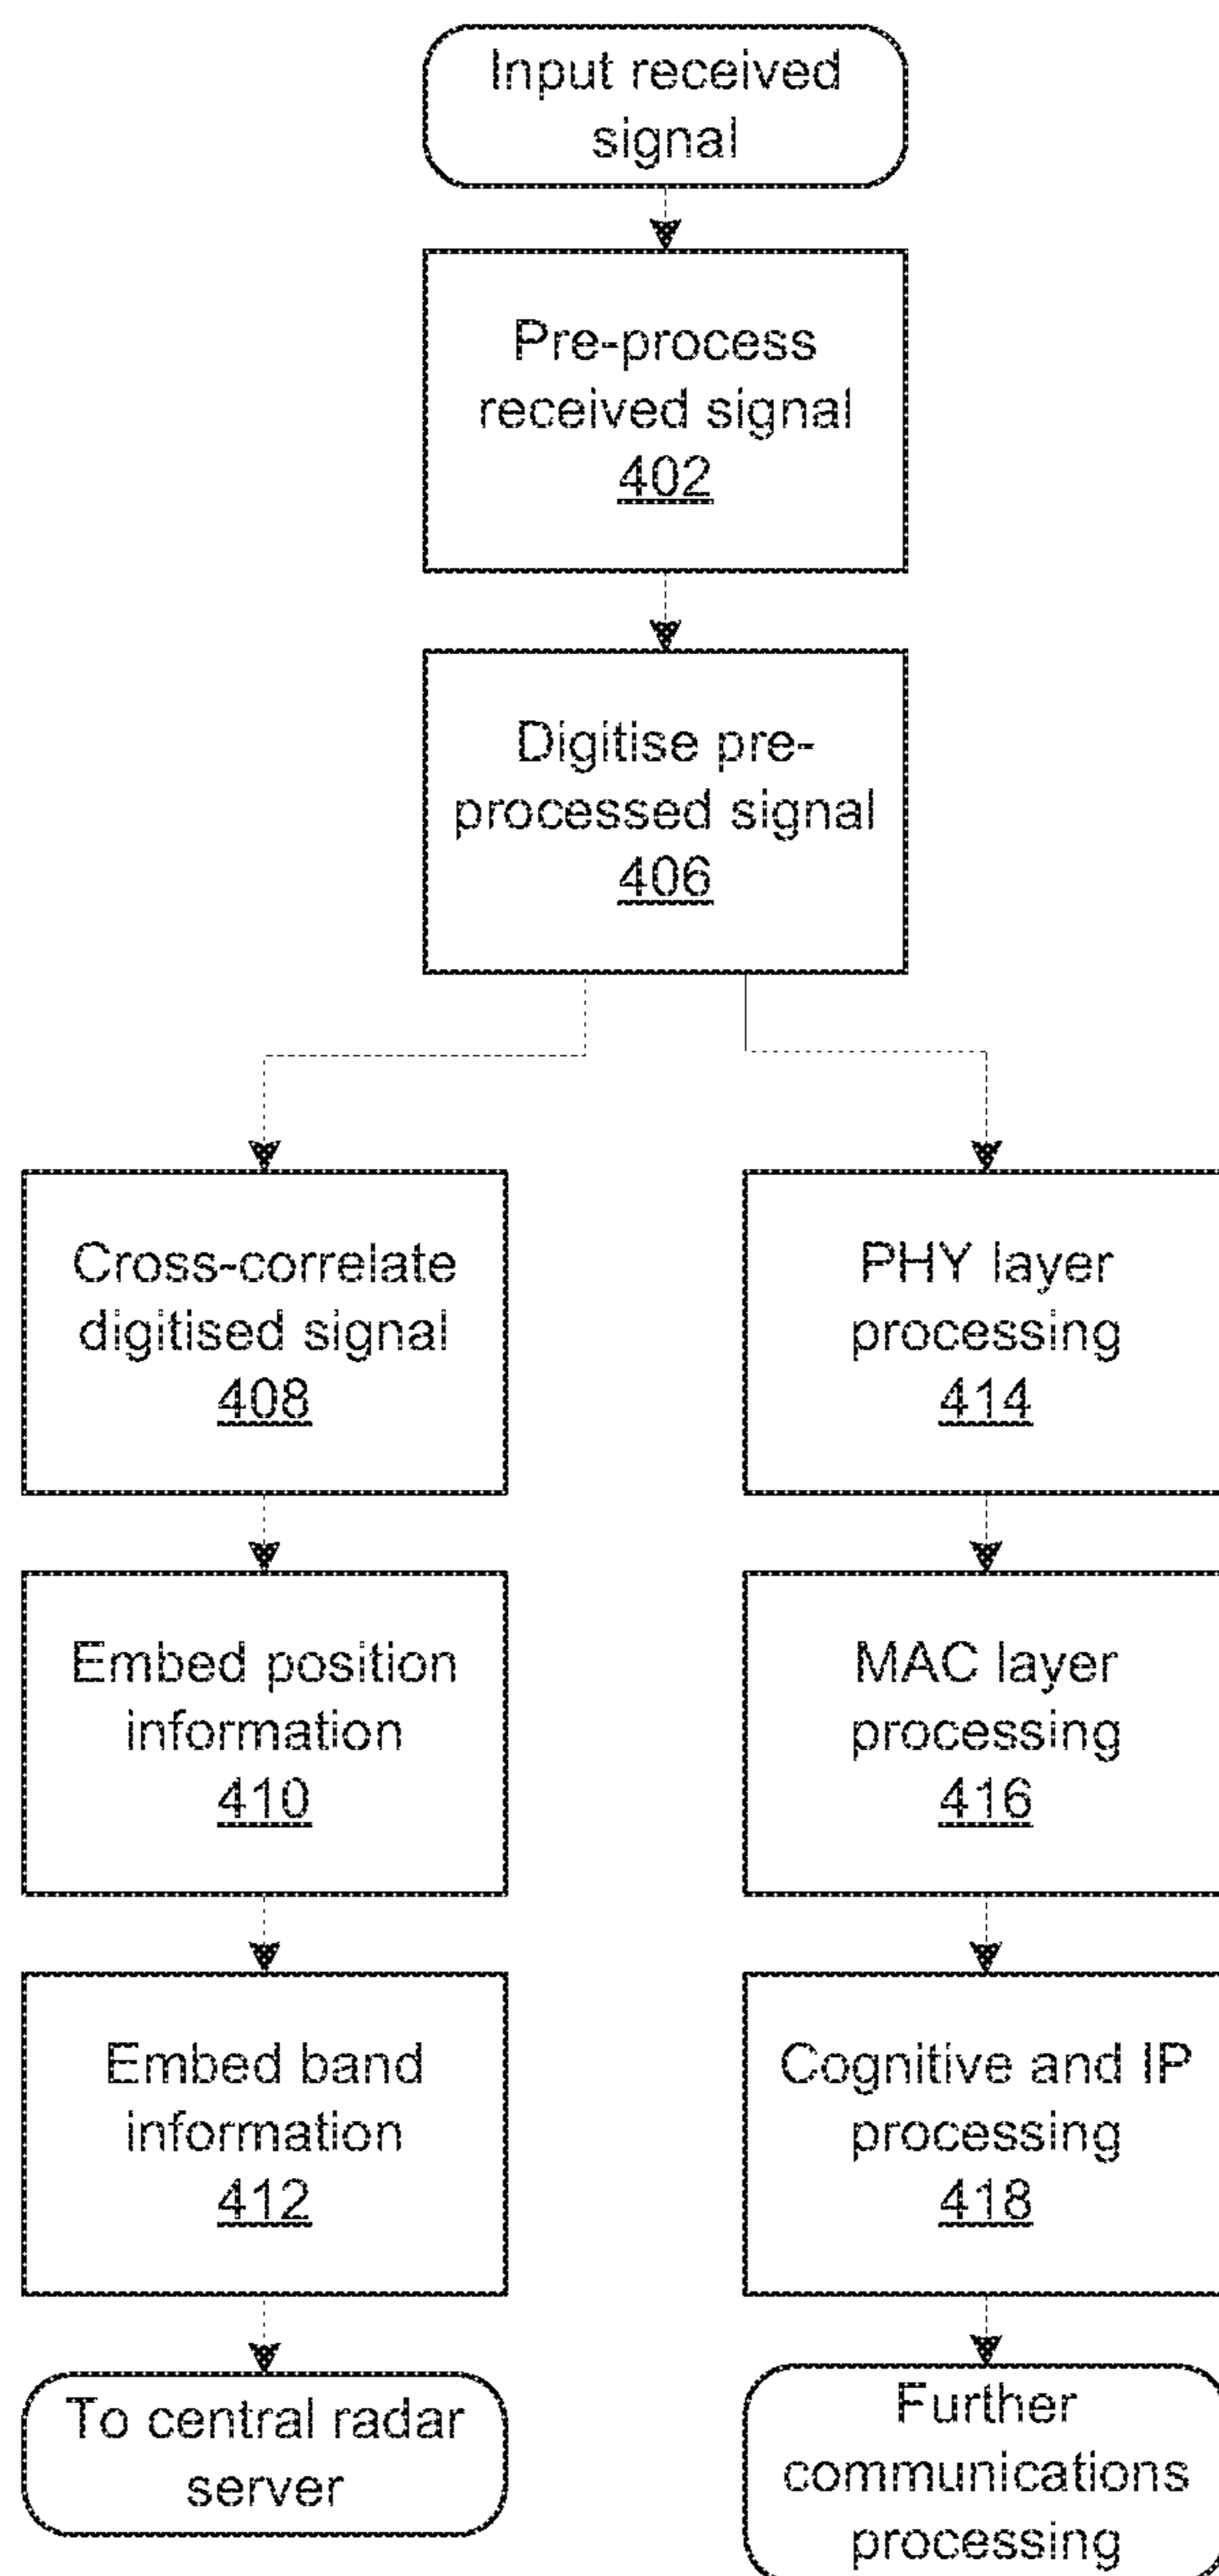 Input received
signal
Pre-process
received signal
402
Digitise pre-
processed signal
406
Cross-correlate
digitised signal
408
Embed position
information
410
Embed band
information
412
To central radar
server
PHY layer
processing
414
MAC layer
processing
416
Cognitive and IP
processing
418
Further
communications
processing